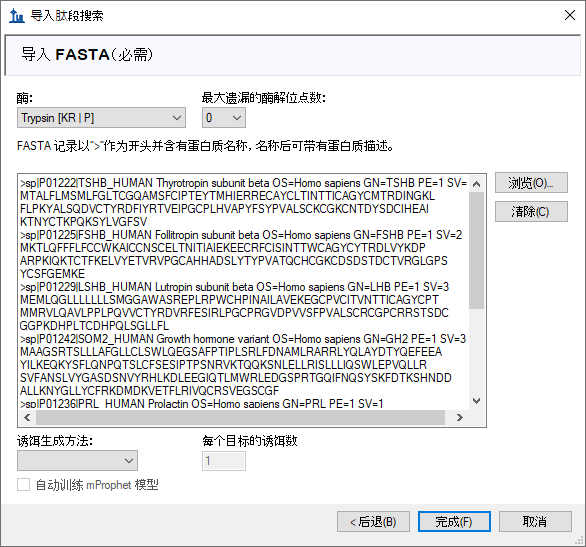 导入肽段搜索
导入 FASTA(必需)
酶:
最大遗漏的酶解位点数:
Trypsin [KR | P]
0
FASTA 记录以">"作为开头并含有蛋白质名称, 名称后可带有蛋白质描述。
>sp|P01222|TSHB_HUMAN Thyrotropin subunit beta OS=Homo sapiens GN=TSHB PE=1 SV=
MTALFLMSMLFGLTCGQAMSFCIPTEYTMHIERRECAYCLTINTTICAGYCMTRDINGKL
FLPKYALSQDVCTYRDFIYRTVEIPGCPLHVAPYFSYPVALSCKCGKCNTDYSDCIHEAI
KTNYCTKPQKSYLVGFSV
>sp|P01225|FSHB_HUMAN Follitropin subunit beta OS=Homo sapiens GN=FSHB PE=1 SV=2
MKTLQFFFLFCCWKAICCNSCELTNITIAIEKEECRFCISINTTWCAGYCYTRDLVYKDP
ARPKIQKTCTFKELVYETVRVPGCAHHADSLYTYPVATQCHCGKCDSDSTDCTVRGLGPS
YCSFGEMKE
>sp|P01229|LSHB_HUMAN Lutropin subunit beta OS=Homo sapiens GN=LHB PE=1 SV=3
MEMLQGLLLLLLLSMGGAWASREPLRPWCHPINAILAVEKEGCPVCITVNTTICAGYCPT
MMRVLQAVLPPLPQVVCTYRDVRFESIRLPGCPRGVDPVVSFPVALSCRCGPCRRSTSDC
GGPKDHPLTCDHPQLSGLLFL
>sp|P01242|SOM2_HUMAN Growth hormone variant OS=Homo sapiens GN=GH2 PE=1 SV=3
MAAGSRTSLLLAFGLLCLSWLQEGSAFPTIPLSRLFDNAMLRARRLYQLAYDTYQEFEEA
YILKEQKYSFLQNPQTSLCFSESIPTPSNRVKTQQKSNLELLRISLLLIQSWLEPVQLLR
SVFANSLVYGASDSNVYRHLKDLEEGIQTLMWRLEDGSPRTGQIFNQSYSKFDTKSHNDD
ALLKNYGLLYCFRKDMDKVETFLRIVQCRSVEGSCGF
>sp|P01236|PRL_HUMAN Prolactin OS=Homo sapiens GN=PRL PE=1 SV=1
浏览(O)...
清除(C)
诱饵生成方法:
每个目标的诱饵数
1
自动训练 mProphet 模型
< 后退(B)
完成(F)
取消